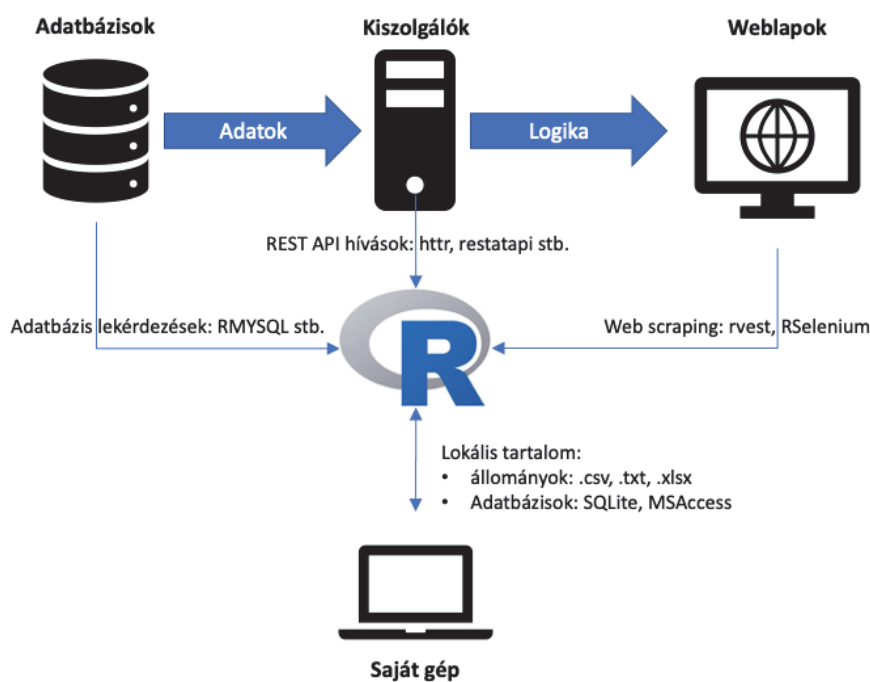 Adatbázisok
Kiszolgálók
Weblapok
Adatok
Logika
REST API hívások: httr, restatapi stb.
Adatbázis lekérdezések: RMYSQL stb.
Web scraping: rvest, RSelenium
R
Lokális tartalom:
• állományok: .csv, .txt, .xlsx
• Adatbázisok: SQLite, MSAccess
Saját gép